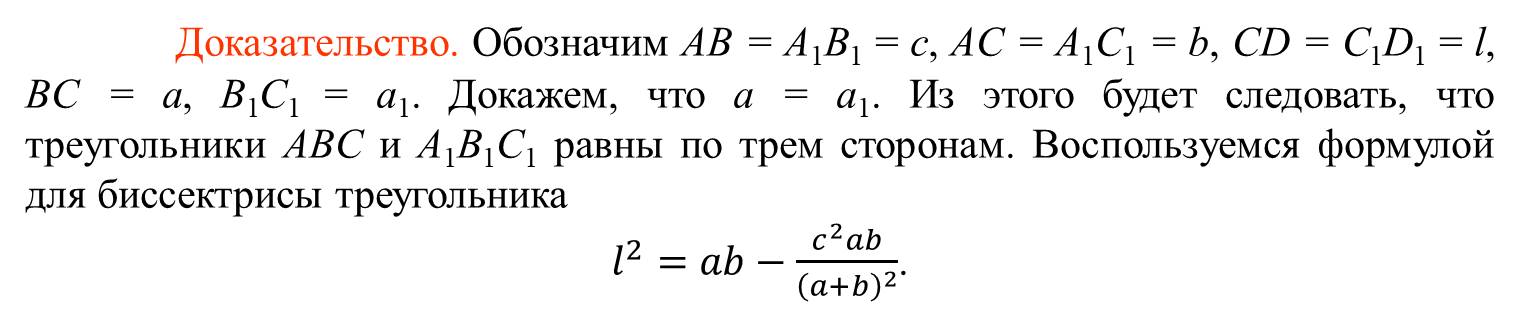 Доказательство. Обозначим AB = A₁B₁ = c, AC = A₁C₁ = b, CD = C₁D₁ = l,
BC = a, B₁C₁ = a₁. Докажем, что a = a₁. Из этого будет следовать, что
треугольники ABC и A₁B₁C₁ равны по трем сторонам. Воспользуемся формулой
для биссектрисы треугольника
l² = ab − c²ab/(a+b)².